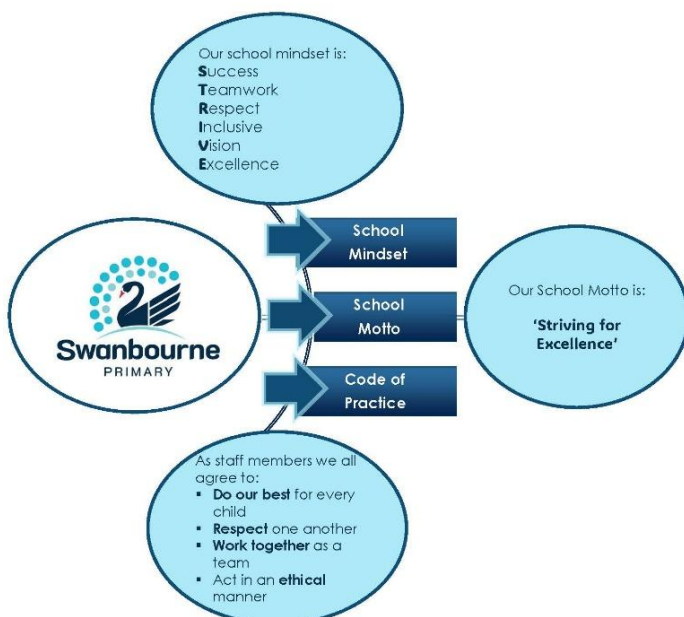 Our school mindset is:
Success
Teamwork
Respect
Inclusive
Vision
Excellence
School
Mindset
Swanbourne
PRIMARY
School
Motto
Our School Motto is:
'Striving for
Excellence'
Code of
Practice
As staff members we all
agree to:
▪ Do our best for every
child
▪ Respect one another
▪ Work together as a
team
▪ Act in an ethical
manner